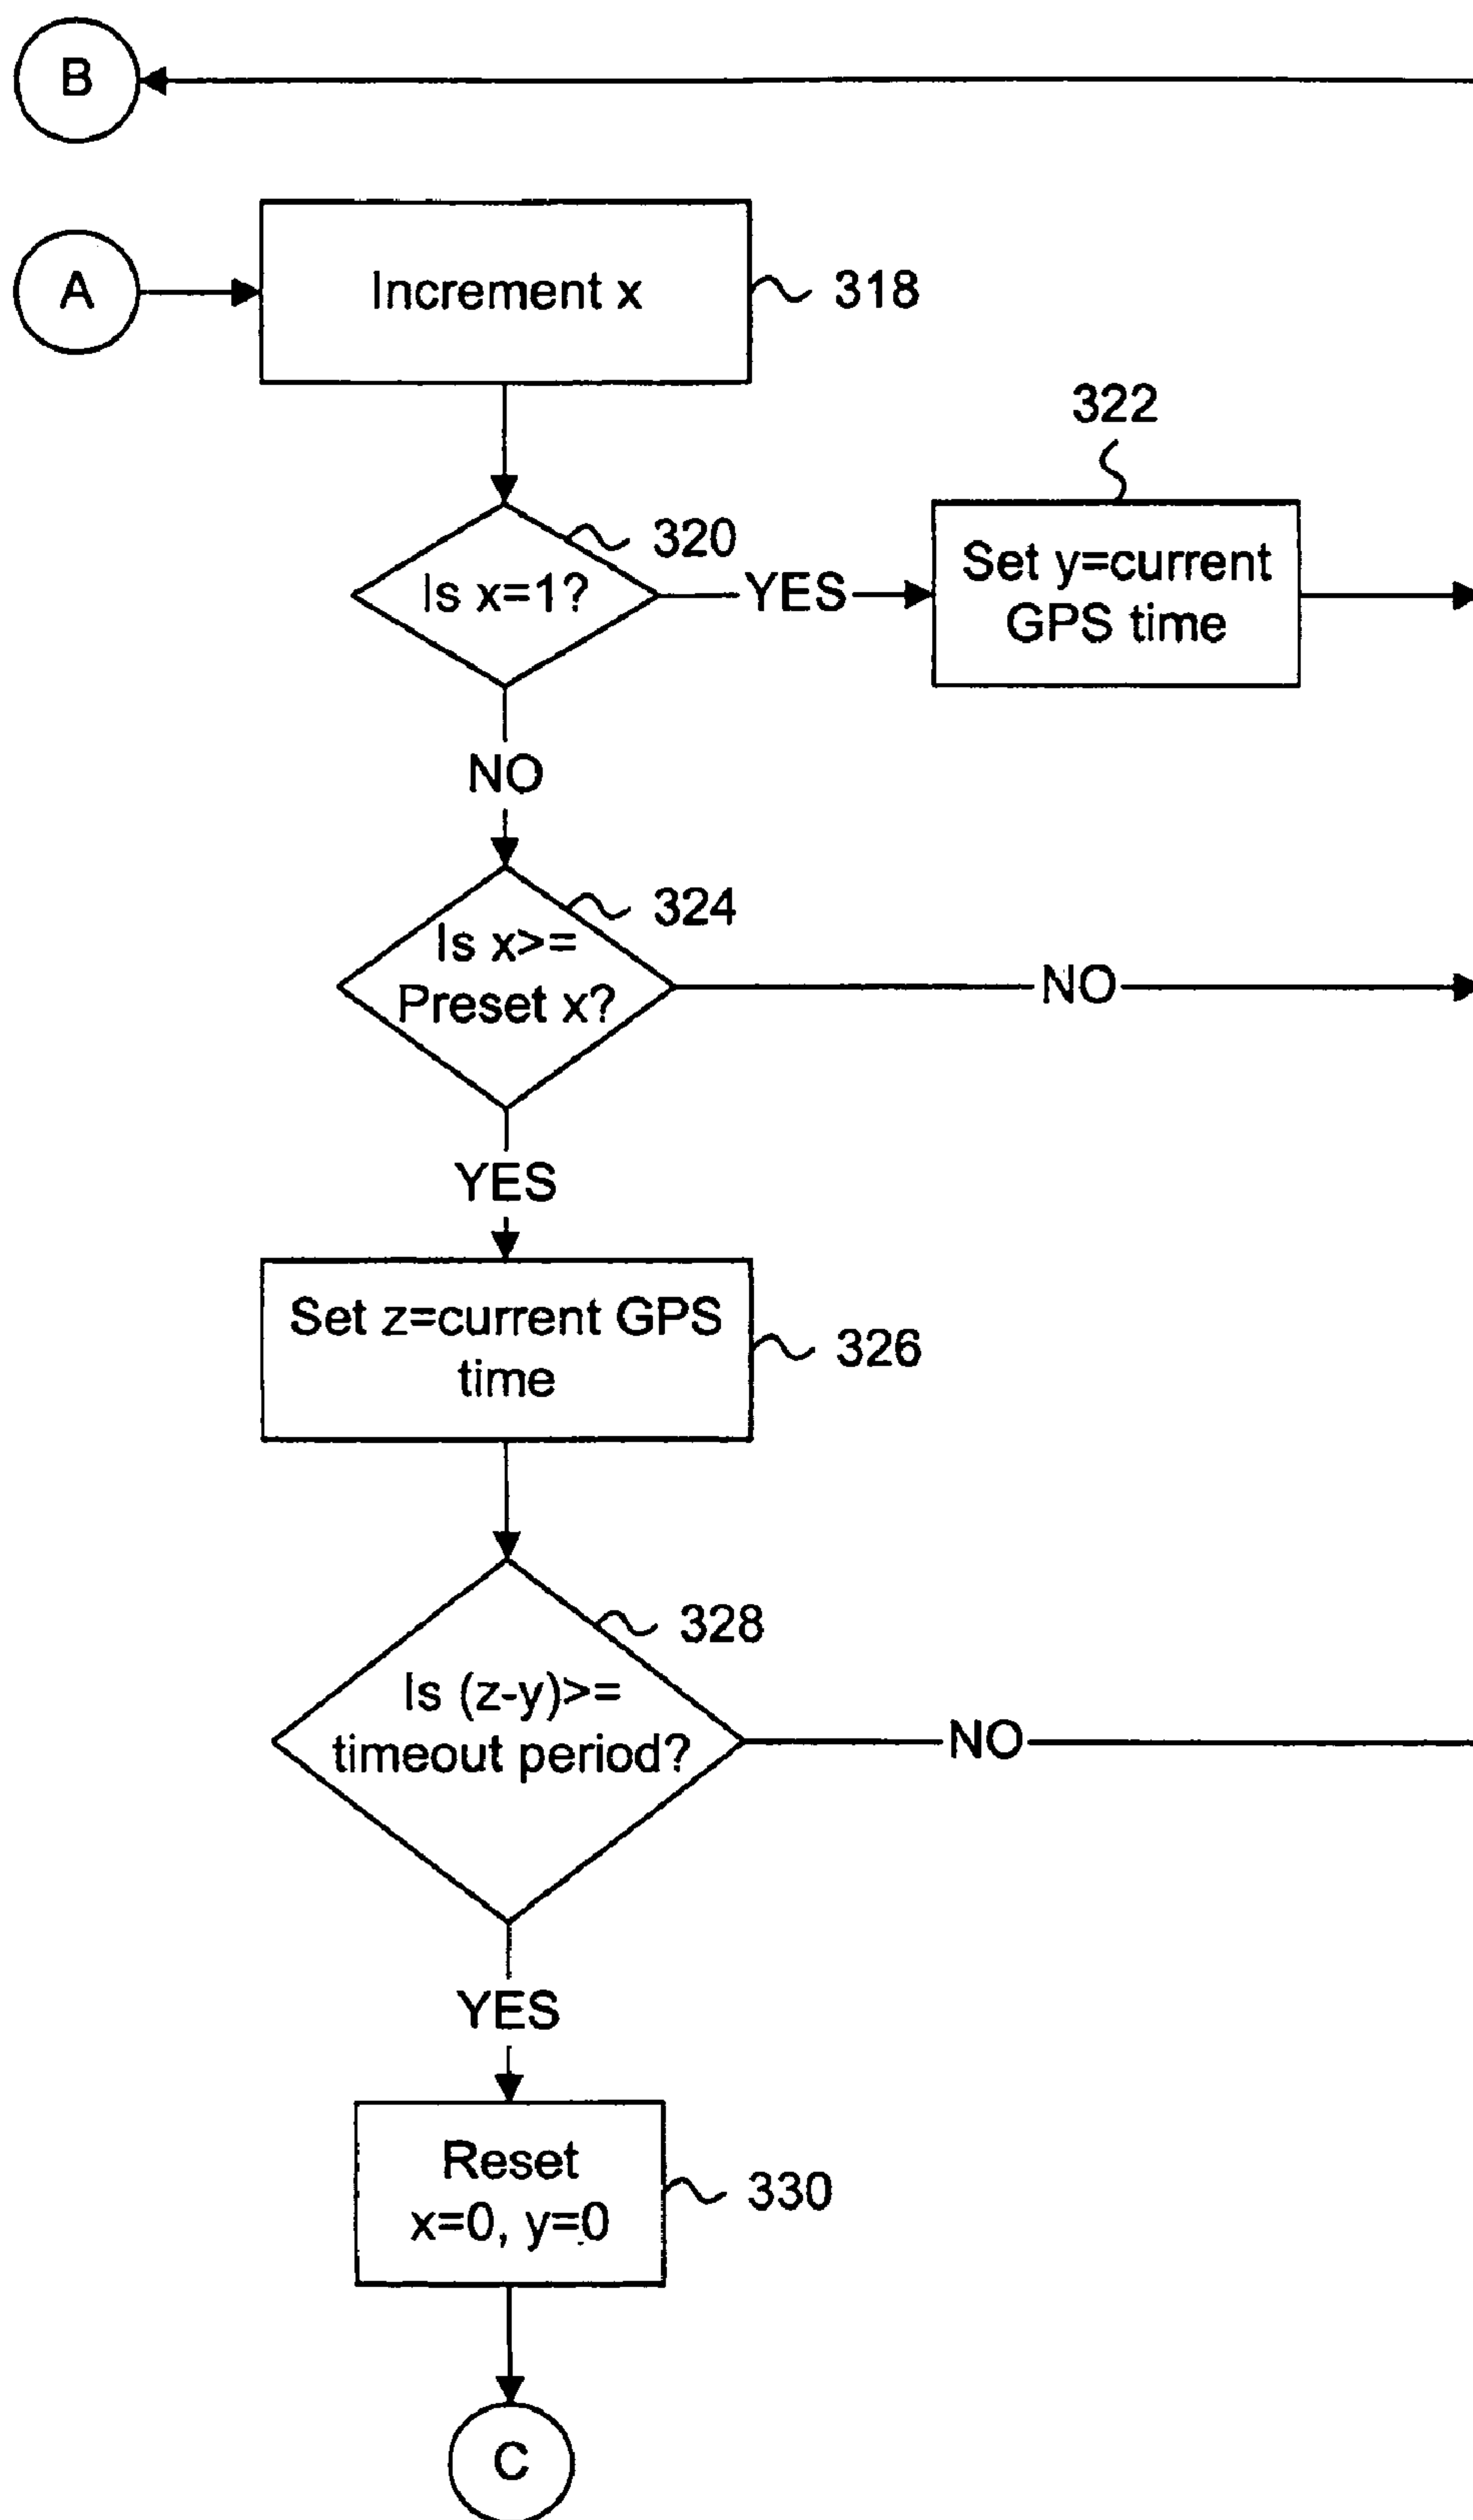 B
A
Increment x
318
322
320
Is x=1?
YES
Set y=current
GPS time
NO
324
Is x>=
Preset x?
NO
YES
Set z=current GPS
time
326
328
Is (z-y)>=
timeout period?
NO
YES
Reset
x=0, y=0
330
C